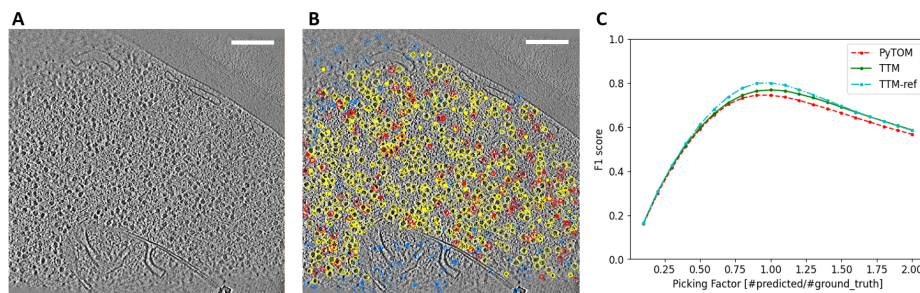 A
B
C
PyTOM
TTM
TTM-ref
1.0
0.8
0.6
0.4
0.2
0.0
F1 score
0.25 0.50 0.75 1.00 1.25 1.50 1.75 2.00
Picking Factor [#predicted/#ground_truth]